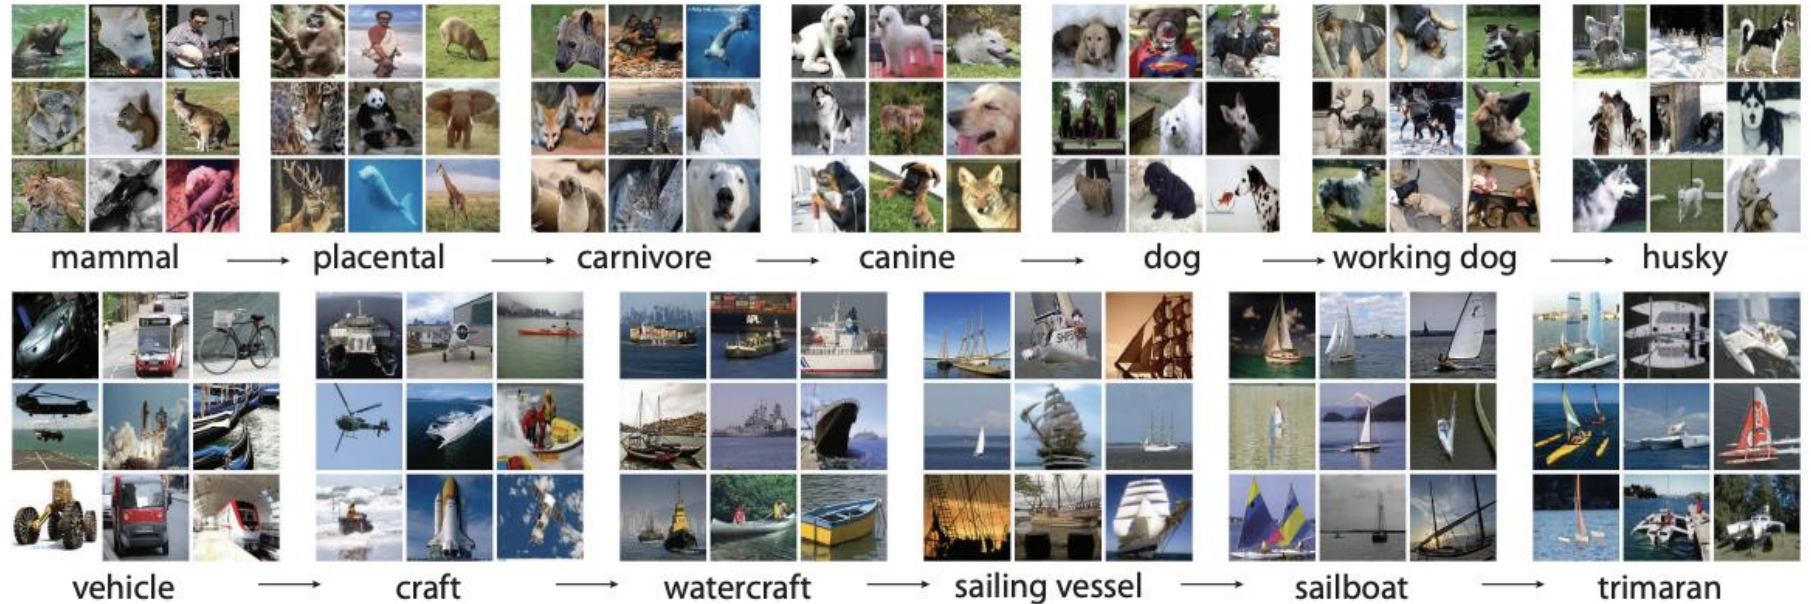 mammal → placental → carnivore → canine → dog → working dog → husky
vehicle → craft → watercraft → sailing vessel → sailboat → trimaran